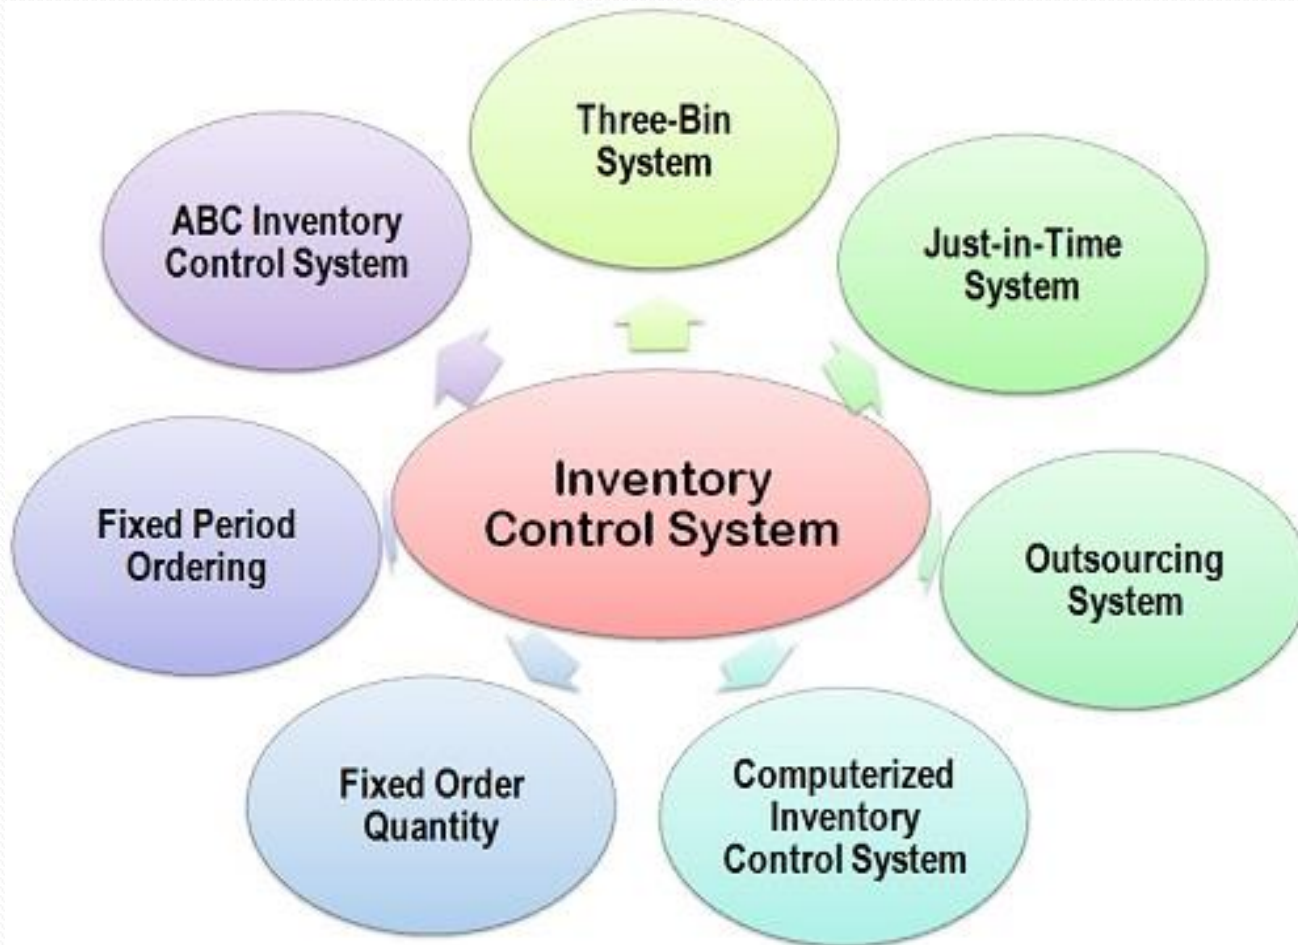 Three-Bin
System
ABC Inventory
Control System
Just-in-Time
System
Inventory
Control System
Fixed Period
Ordering
Outsourcing
System
Fixed Order
Quantity
Computerized
Inventory
Control System